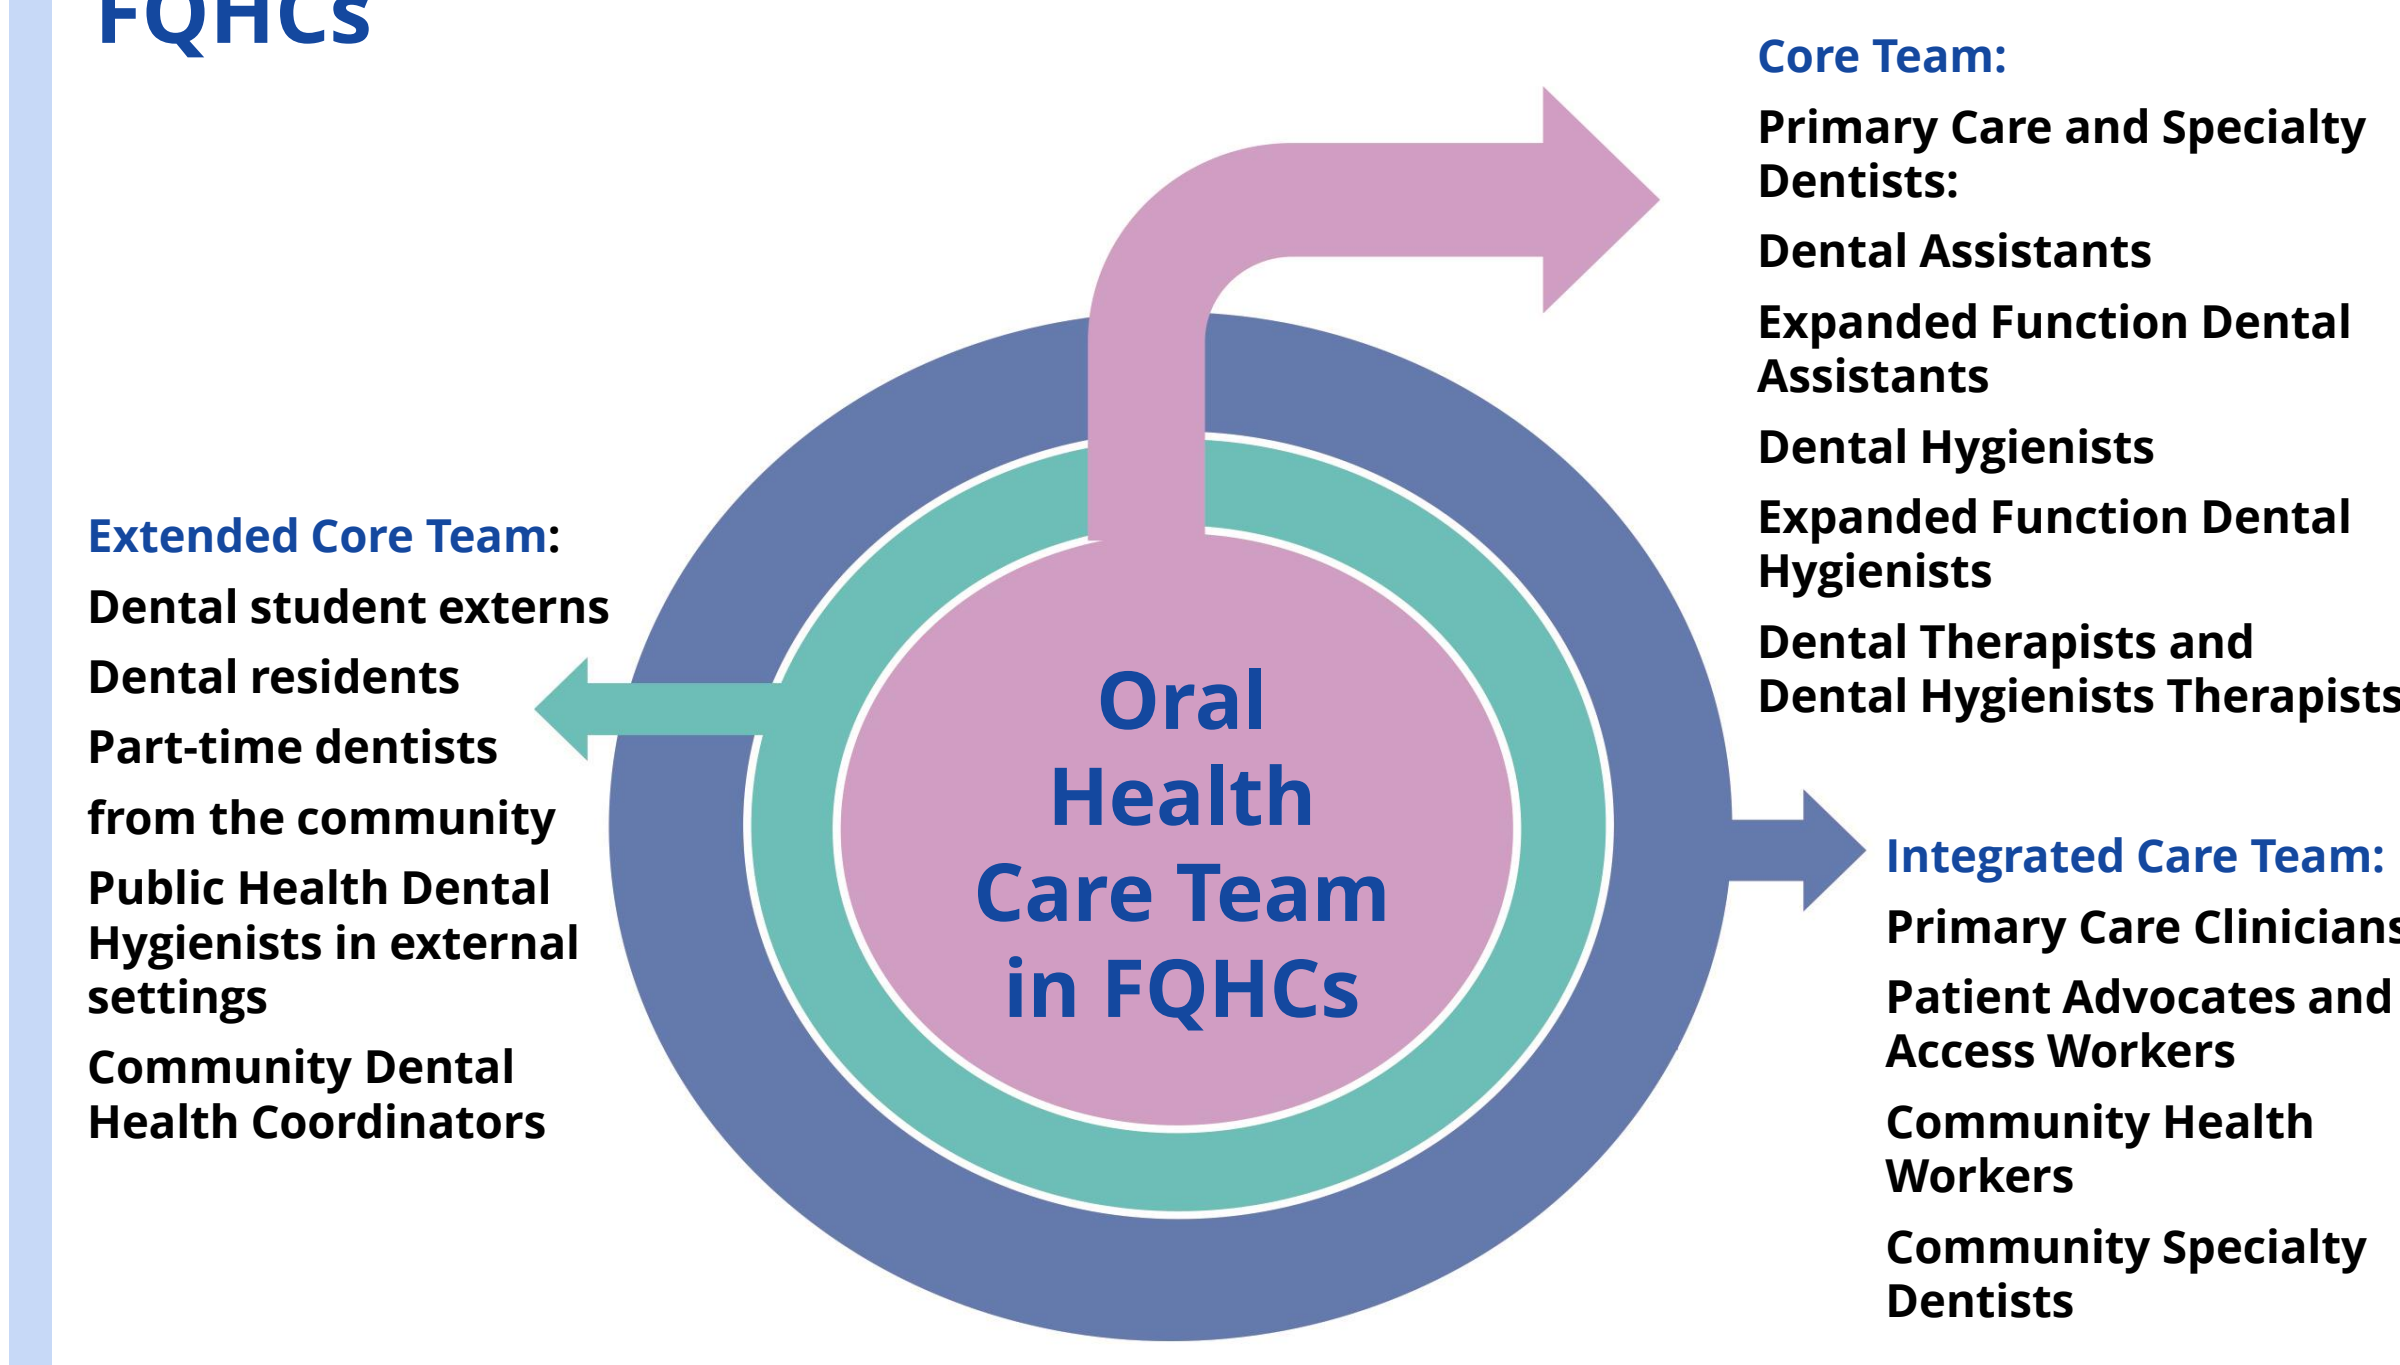 FQHCs
Core Team:
Primary Care and Specialty
Dentists:
Dental Assistants
Expanded Function Dental
Assistants
Dental Hygienists
Expanded Function Dental
Hygienists
Dental Therapists and
Dental Hygienists Therapists
Extended Core Team:
Dental student externs
Dental residents
Part-time dentists
from the community
Public Health Dental
Hygienists in external
settings
Community Dental
Health Coordinators
Oral
Health
Care Team
in FQHCs
Integrated Care Team:
Primary Care Clinicians
Patient Advocates and
Access Workers
Community Health
Workers
Community Specialty
Dentists